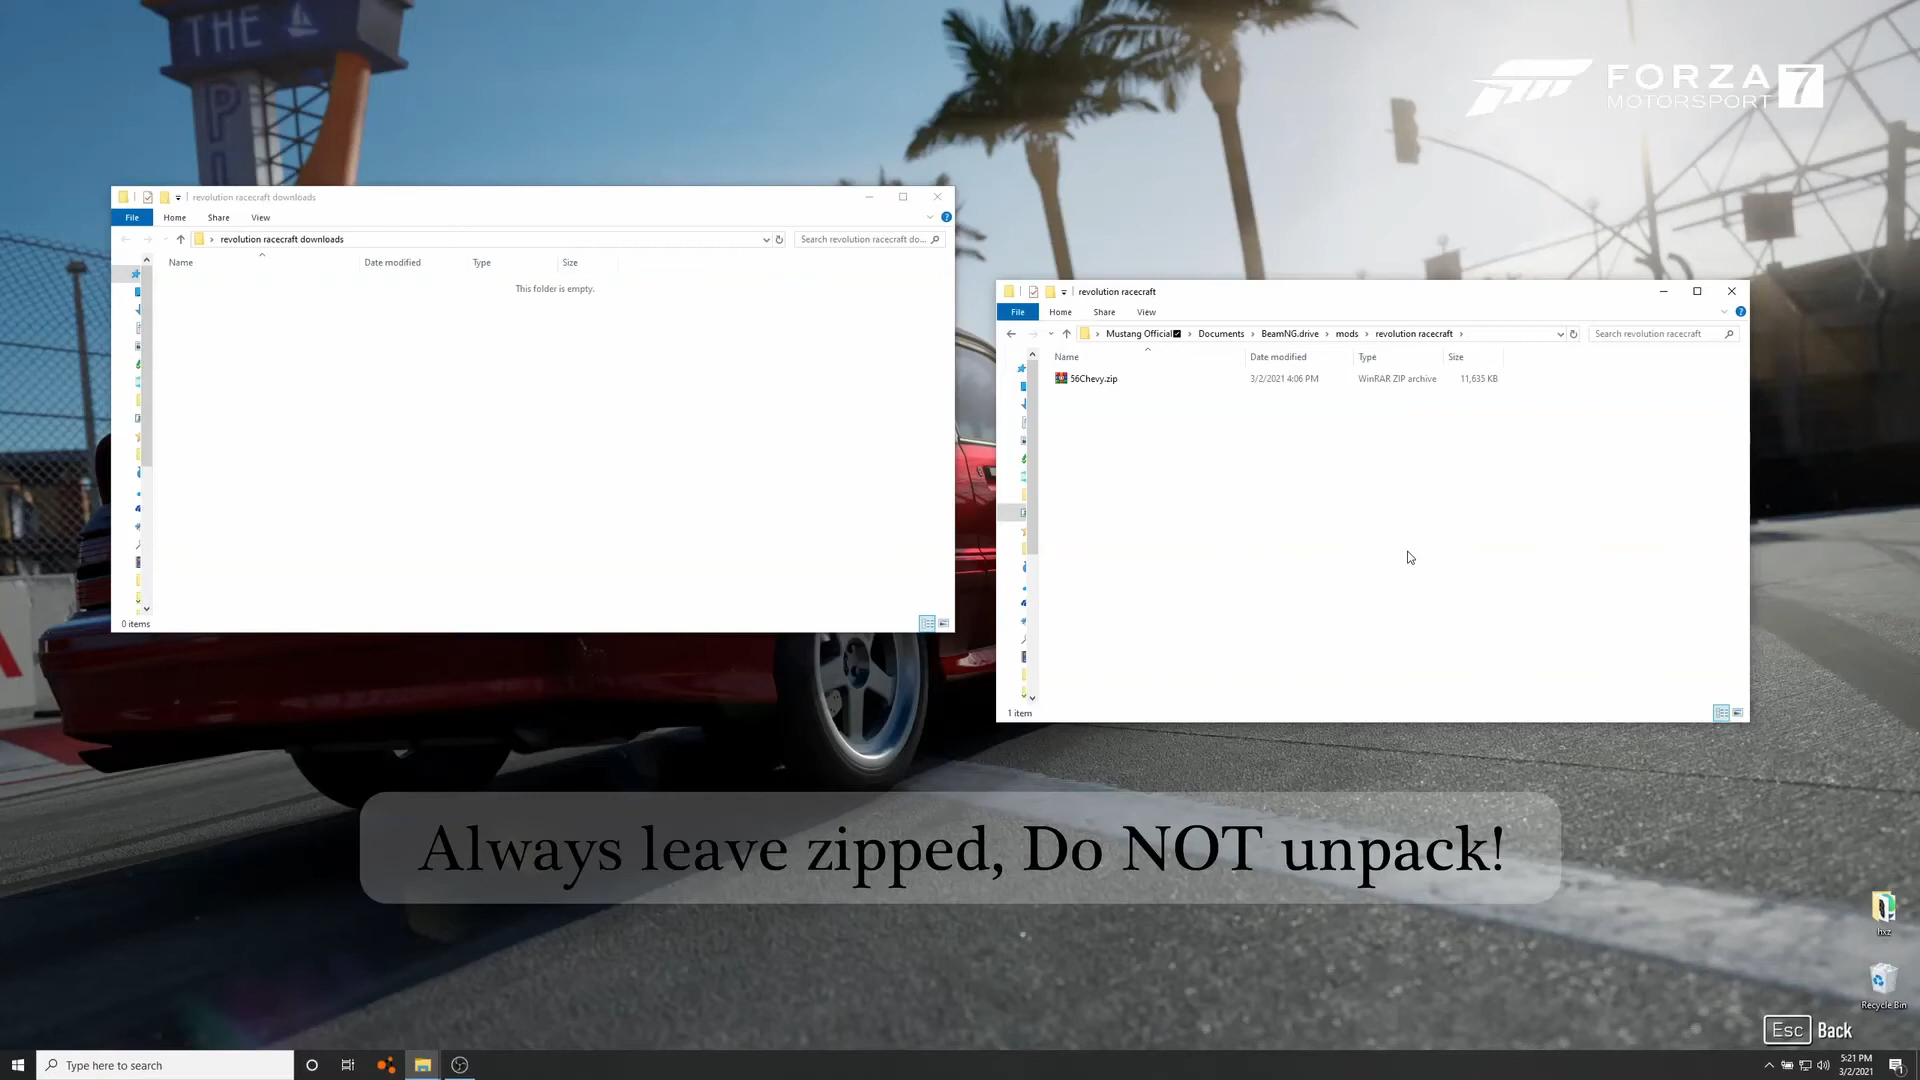 THE
PI
FORZA
MOTORSPORT 7
revolution racecraft downloads
File Home Share View
revolution racecraft downloads
Search revolution racecraft do...
Name Date modified Type Size
This folder is empty.
0 items
revolution racecraft
File Home Share View
Mustang Official Documents BeamNG.drive mods revolution racecraft
Search revolution racecraft
Name Date modified Type Size
56Chevy.zip 3/2/2021 4:06 PM WinRAR ZIP archive 11,635 KB
1 item
Always leave zipped, Do NOT unpack!
hxz
Recycle Bin
Esc Back
Type here to search
5:21 PM
3/2/2021